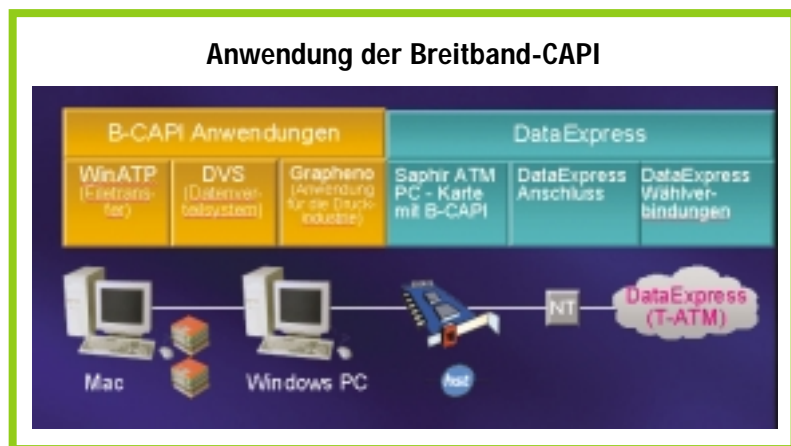 Anwendung der Breitband-CAPI
B-CAPI Anwendungen
DataExpress
WinATP
(Filetrans-
fer)
DVS
(Datenver-
teilsystem)
Grapheno
(Anwendung
für die Druck-
industrie)
Saphir ATM
PC - Karte
mit B-CAPI
DataExpress
Anschluss
DataExpress
Wählver-
bindungen
NT
DataExpress
(T-ATM)
Mac
Windows PC
hst